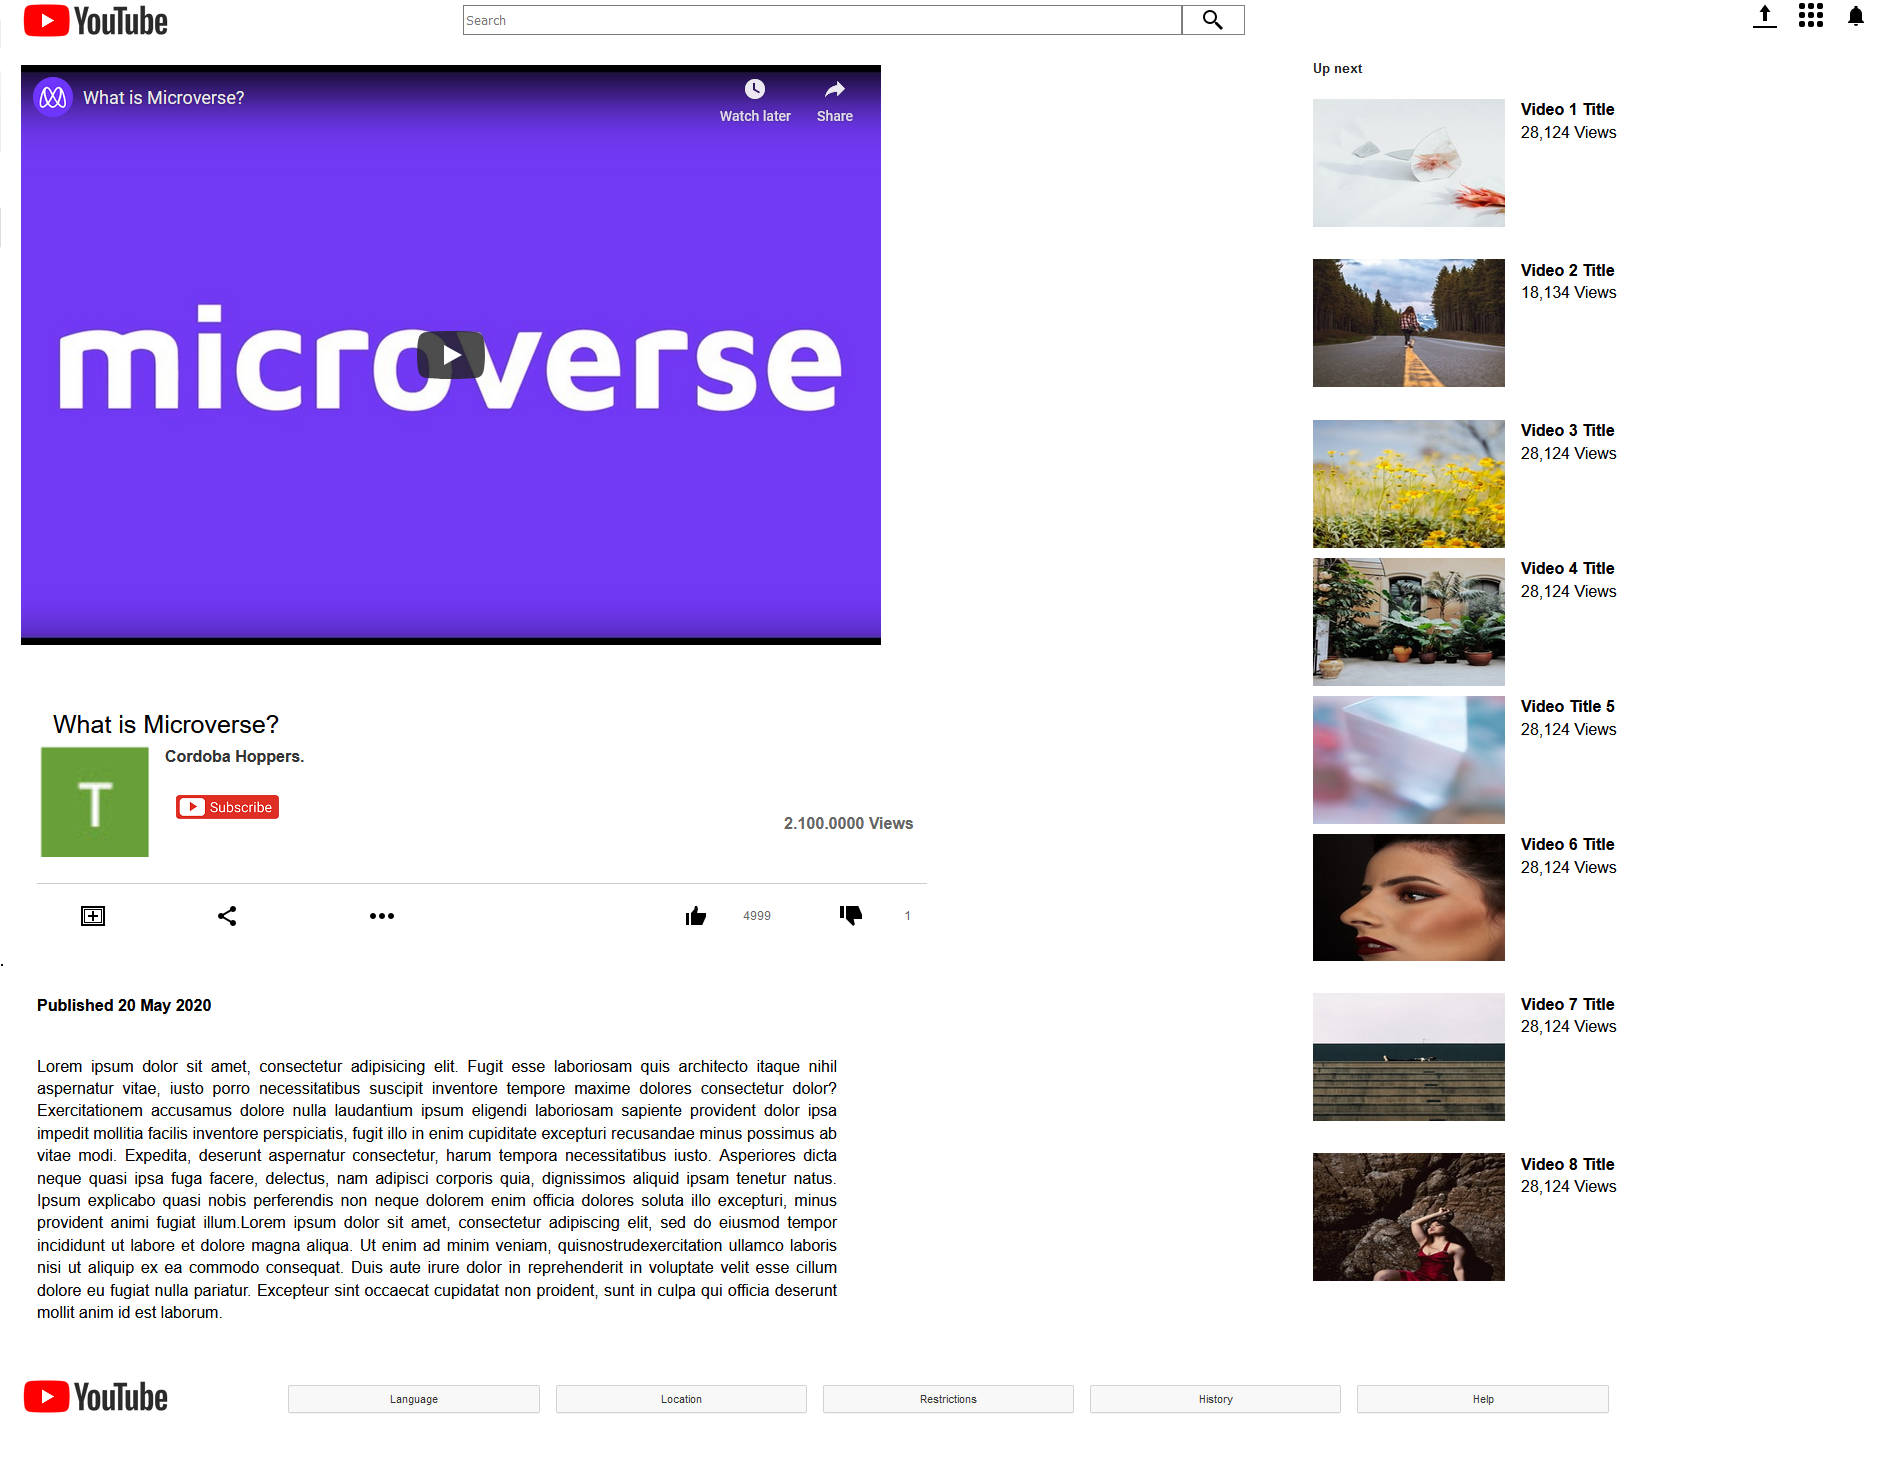 YouTube
Search
What is Microverse?
Watch later
Share
microverse
What is Microverse?
T
Cordoba Hoppers.
Subscribe
2.100.0000 Views
4999
1
.
Published 20 May 2020
Lorem ipsum dolor sit amet, consectetur adipisicing elit. Fugit esse laboriosam quis architecto itaque nihil
aspernatur vitae, iusto porro necessitatibus suscipit inventore tempore maxime dolores consectetur dolor?
Exercitationem accusamus dolore nulla laudantium ipsum eligendi laboriosam sapiente provident dolor ipsa
impedit mollitia facilis inventore perspiciatis, fugit illo in enim cupiditate excepturi recusandae minus possimus ab
vitae modi. Expedita, deserunt aspernatur consectetur, harum tempora necessitatibus iusto. Asperiores dicta
neque quasi ipsa fuga facere, delectus, nam adipisci corporis quia, dignissimos aliquid ipsam tenetur natus.
Ipsum explicabo quasi nobis perferendis non neque dolorem enim officia dolores soluta illo excepturi, minus
provident animi fugiat illum.Lorem ipsum dolor sit amet, consectetur adipiscing elit, sed do eiusmod tempor
incididunt ut labore et dolore magna aliqua. Ut enim ad minim veniam, quisnostrudexercitation ullamco laboris
nisi ut aliquip ex ea commodo consequat. Duis aute irure dolor in reprehenderit in voluptate velit esse cillum
dolore eu fugiat nulla pariatur. Excepteur sint occaecat cupidatat non proident, sunt in culpa qui officia deserunt
mollit anim id est laborum.
Up next
Video 1 Title
28,124 Views
Video 2 Title
18,134 Views
Video 3 Title
28,124 Views
Video 4 Title
28,124 Views
Video Title 5
28,124 Views
Video 6 Title
28,124 Views
Video 7 Title
28,124 Views
Video 8 Title
28,124 Views
YouTube
Language
Location
Restrictions
History
Help